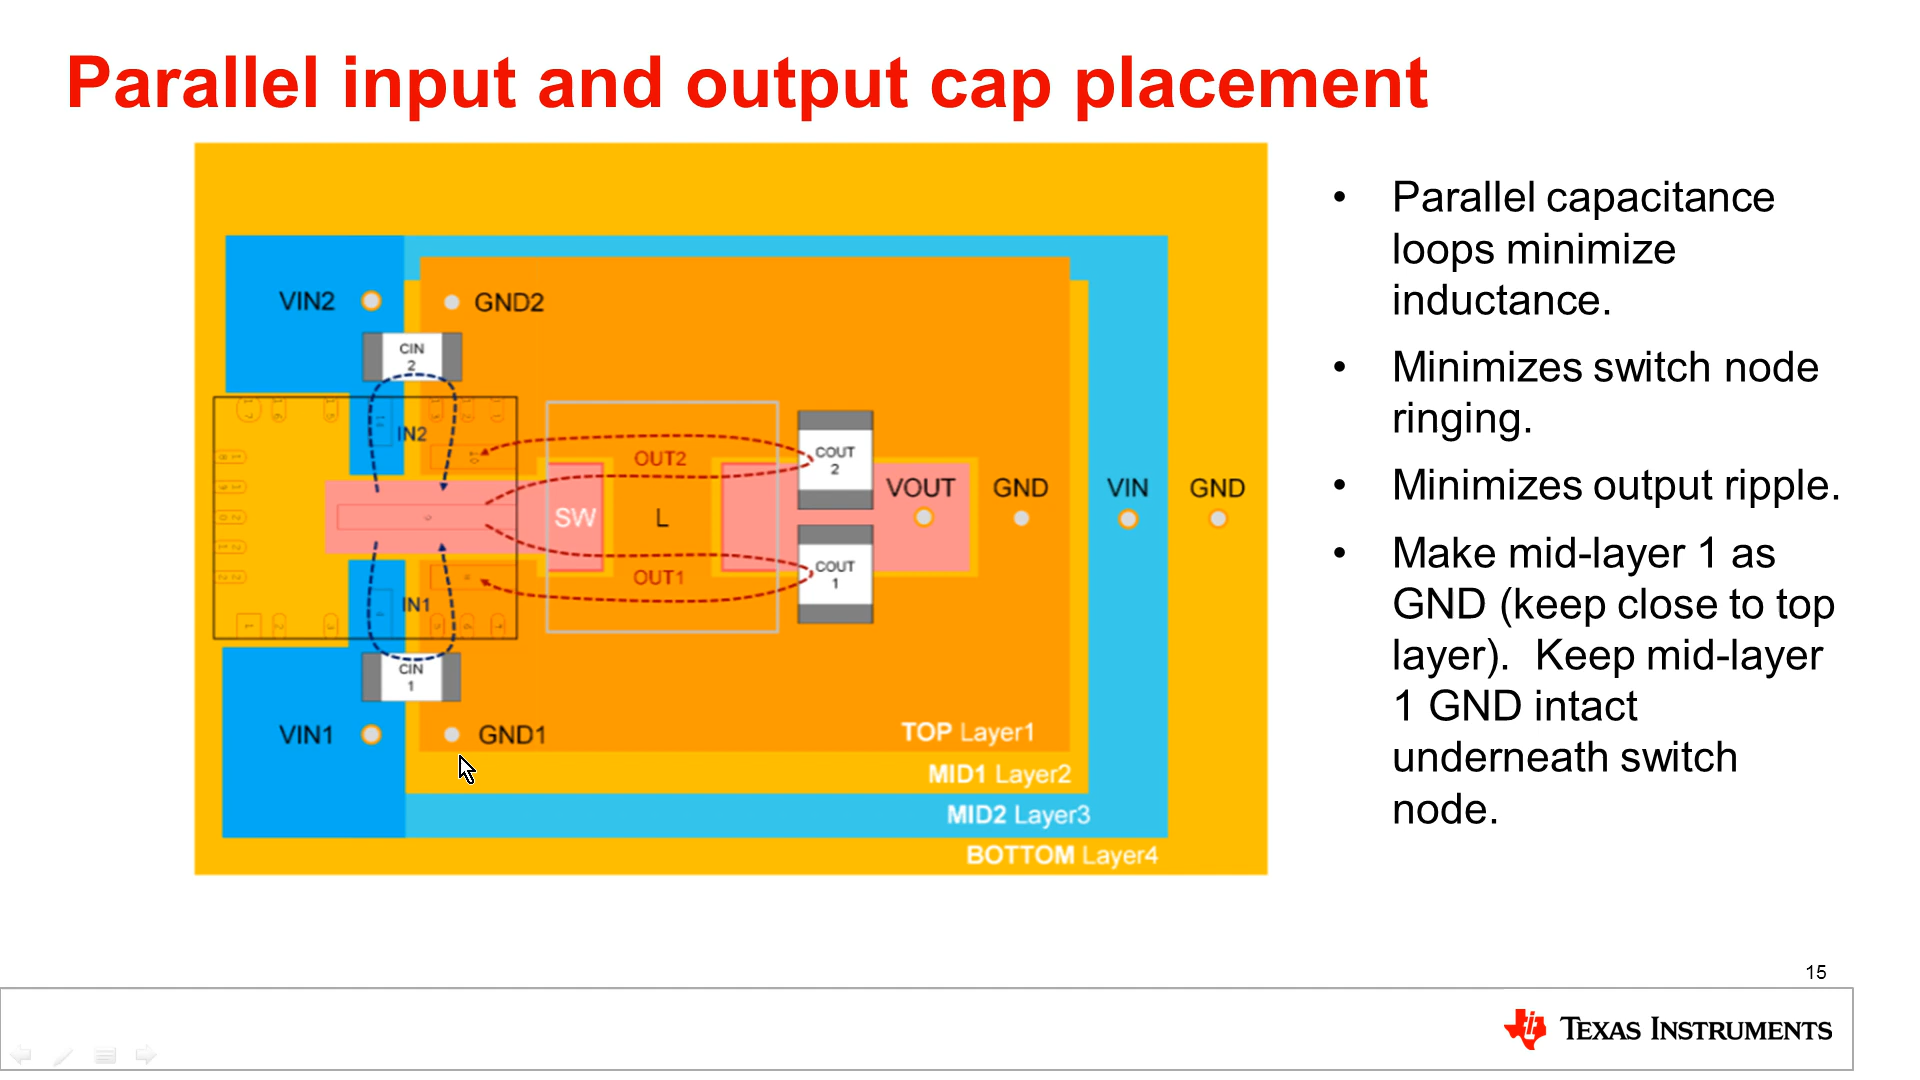 Parallel input and output cap placement
VIN2
GND2
CIN
2
IN2
OUT2
COUT
2
SW
L
VOUT
GND
VIN
GND
OUT1
COUT
1
IN1
CIN
1
VIN1
GND1
TOP Layer1
MID1 Layer2
MID2 Layer3
BOTTOM Layer4
• Parallel capacitance
loops minimize
inductance.
• Minimizes switch node
ringing.
• Minimizes output ripple.
• Make mid-layer 1 as
GND (keep close to top
layer). Keep mid-layer
1 GND intact
underneath switch
node.
15
TEXAS INSTRUMENTS